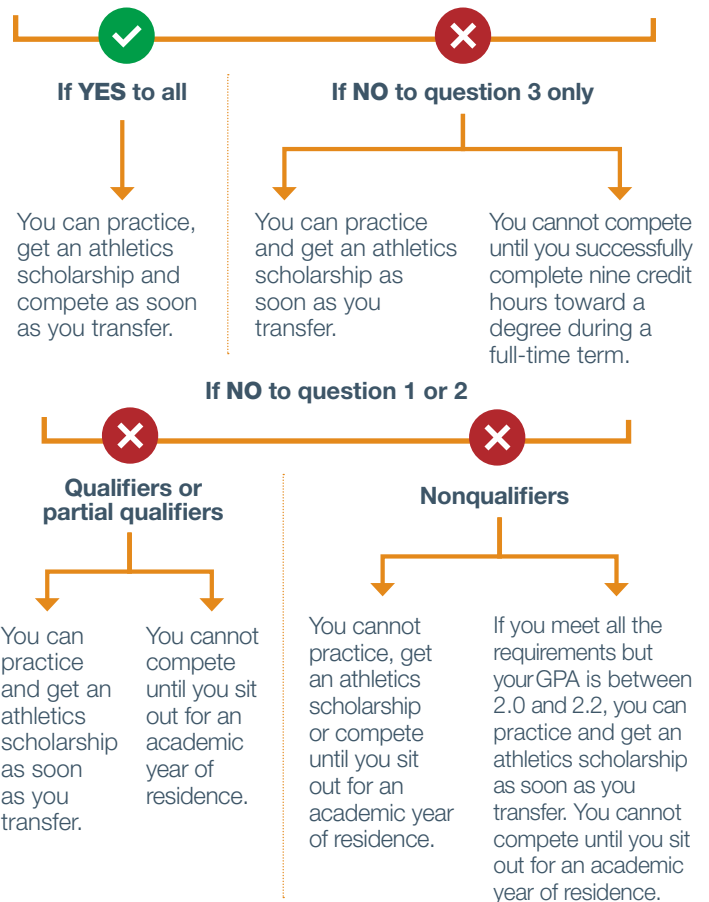 If YES to all
You can practice,
get an athletics
scholarship and
compete as soon
as you transfer.
If NO to question 3 only
You can practice
and get an athletics
scholarship as
soon as you
transfer.
You cannot compete
until you successfully
complete nine credit
hours toward a
degree during a
full-time term.
If NO to question 1 or 2
Qualifiers or
partial qualifiers
You can
practice
and get an
athletics
scholarship
as soon
as you
transfer.
You cannot
compete
until you sit
out for an
academic
year of
residence.
Nonqualifiers
You cannot
practice, get
an athletics
scholarship
or compete
until you sit
out for an
academic year
of residence.
If you meet all the
requirements but
your GPA is between
2.0 and 2.2, you can
practice and get an
athletics scholarship
as soon as you
transfer. You cannot
compete until you sit
out for an academic
year of residence.